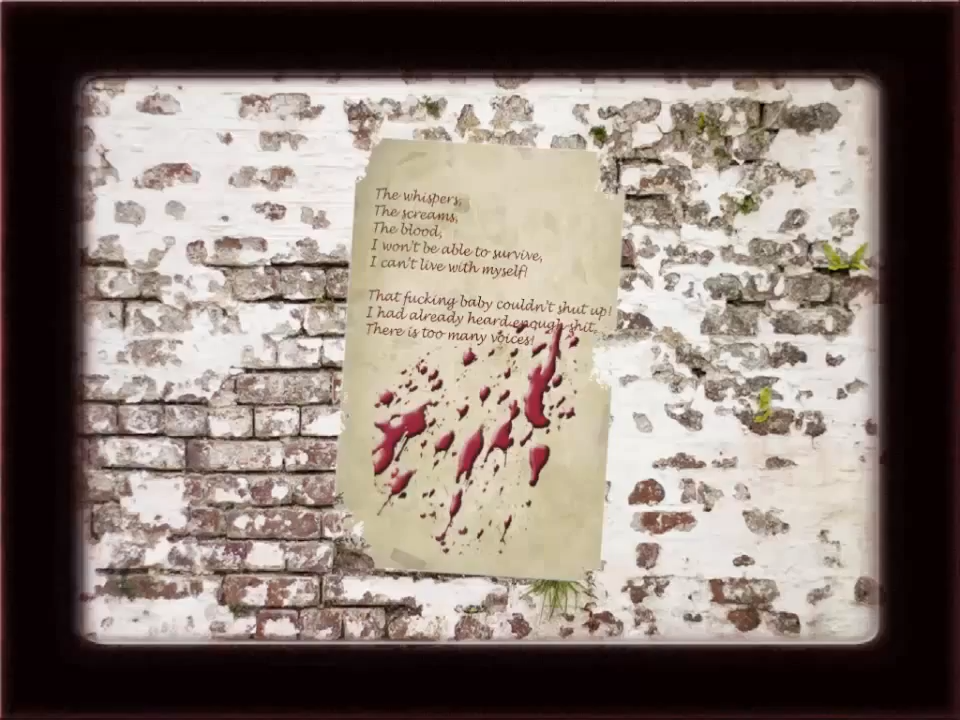 The whispers,
The screams,
The blood,
I won't be able to survive,
I can't live with myself!
That fucking baby couldn't shut up!
I had already heard enough shit,
There is too many voices!